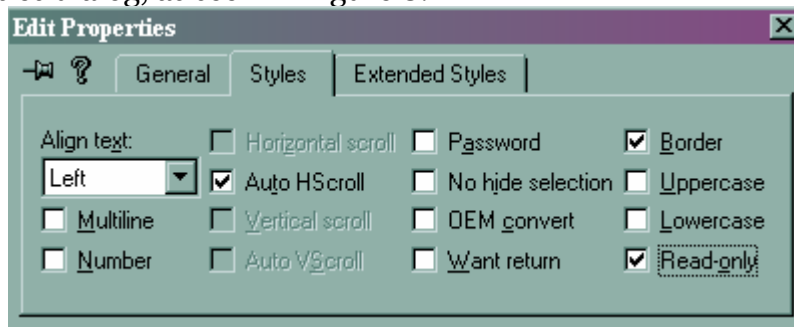 Edit Properties
General Styles Extended Styles
Align text: Horizontal scroll Password Border
Left Auto HScroll No hide selection Uppercase
Multiline Vertical scroll OEM convert Lowercase
Number Auto VScroll Want return Read-only